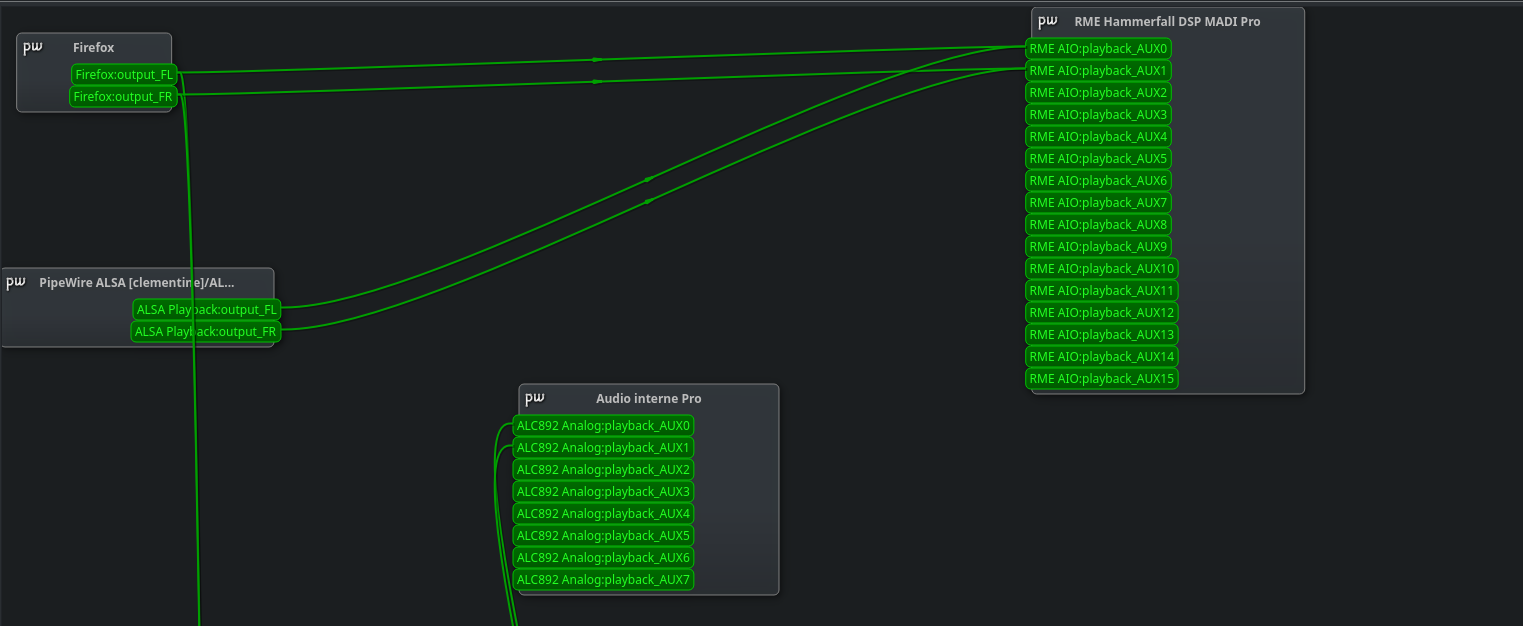 pw Firefox
Firefox:output_FL
Firefox:output_FR
pw PipeWire ALSA [clementine]/AL...
ALSA Playback:output_FL
ALSA Playback:output_FR
pw Audio interne Pro
ALC892 Analog:playback_AUX0
ALC892 Analog:playback_AUX1
ALC892 Analog:playback_AUX2
ALC892 Analog:playback_AUX3
ALC892 Analog:playback_AUX4
ALC892 Analog:playback_AUX5
ALC892 Analog:playback_AUX6
ALC892 Analog:playback_AUX7
pw RME Hammerfall DSP MADI Pro
RME AIO:playback_AUX0
RME AIO:playback_AUX1
RME AIO:playback_AUX2
RME AIO:playback_AUX3
RME AIO:playback_AUX4
RME AIO:playback_AUX5
RME AIO:playback_AUX6
RME AIO:playback_AUX7
RME AIO:playback_AUX8
RME AIO:playback_AUX9
RME AIO:playback_AUX10
RME AIO:playback_AUX11
RME AIO:playback_AUX12
RME AIO:playback_AUX13
RME AIO:playback_AUX14
RME AIO:playback_AUX15